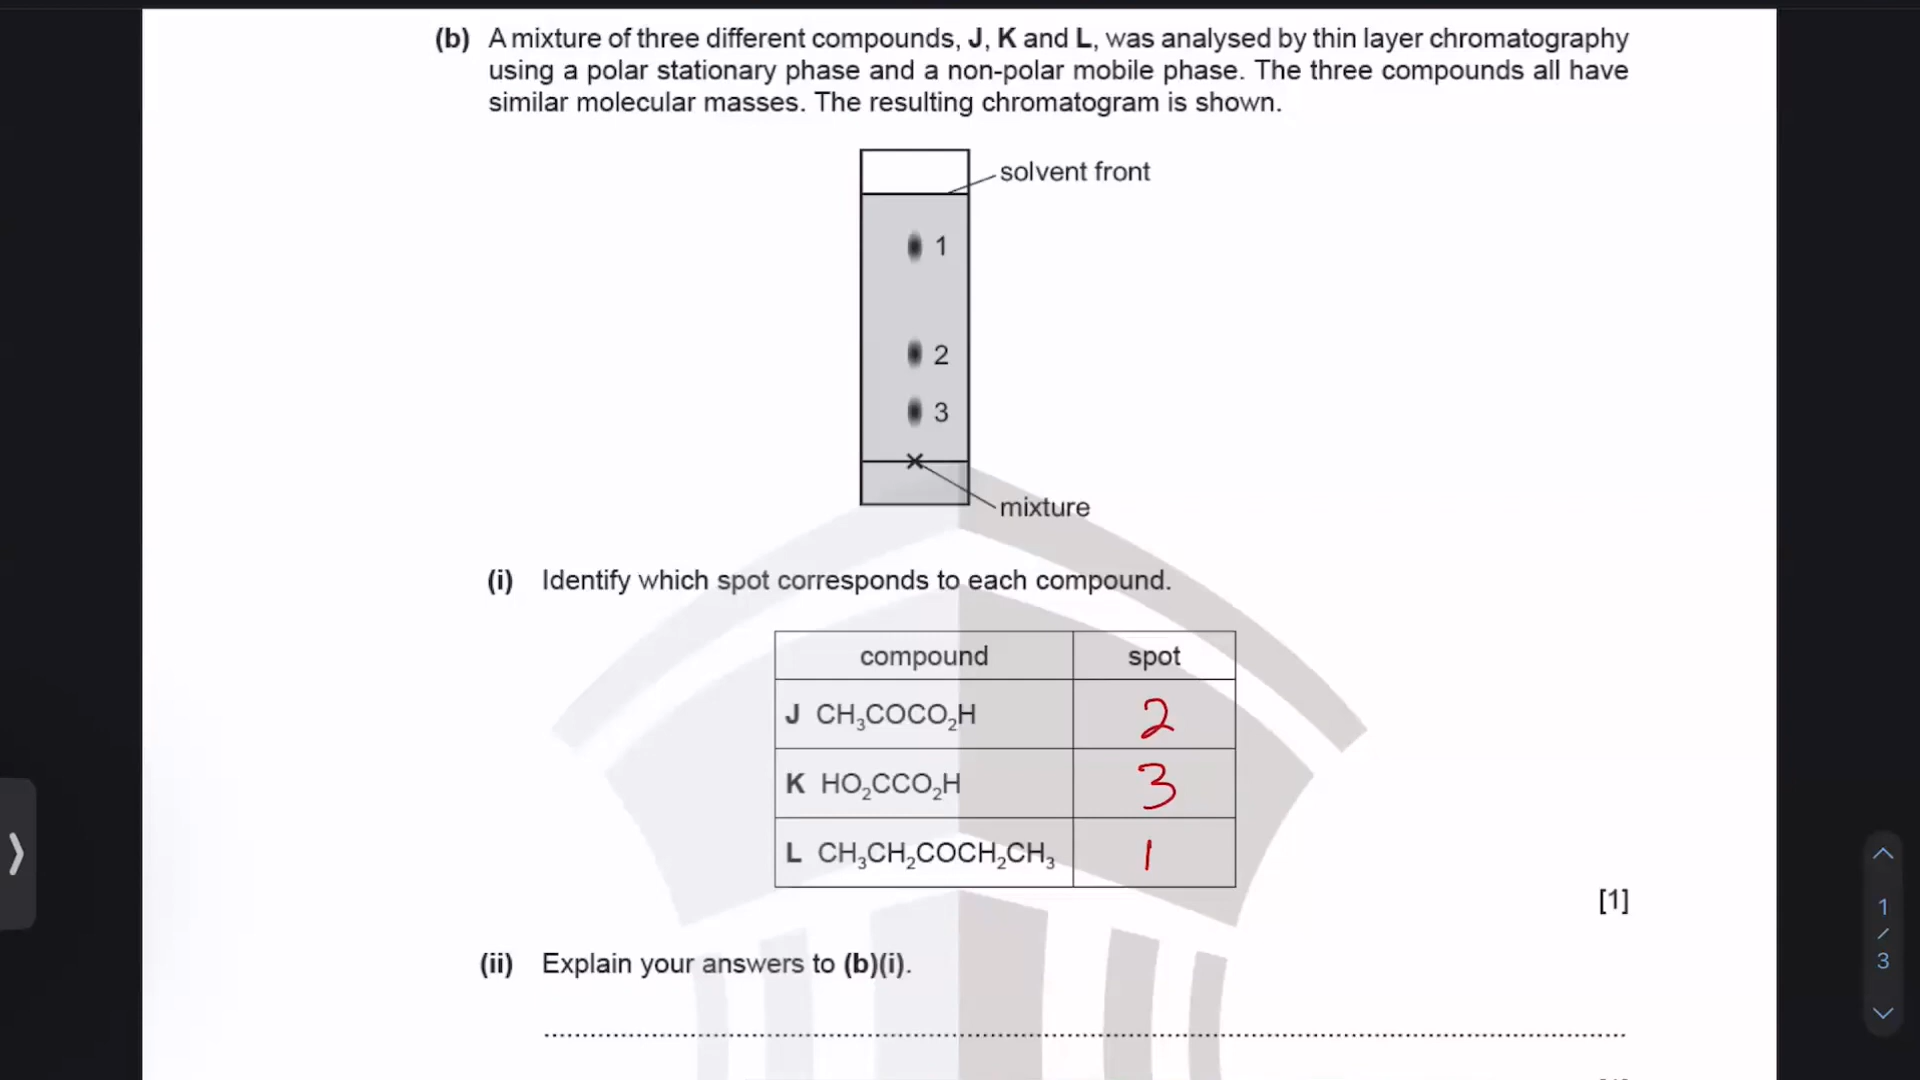 (b) A mixture of three different compounds, J, K and L, was analysed by thin layer chromatography
using a polar stationary phase and a non-polar mobile phase. The three compounds all have
similar molecular masses. The resulting chromatogram is shown.
solvent front
1
2
3
mixture
(i) Identify which spot corresponds to each compound.
compound spot
J CH₃COCO₂H 2
K HO₂CCO₂H 3
L CH₃CH₂COCH₂CH₃ 1
[1]
(ii) Explain your answers to (b)(i).
1
/
3